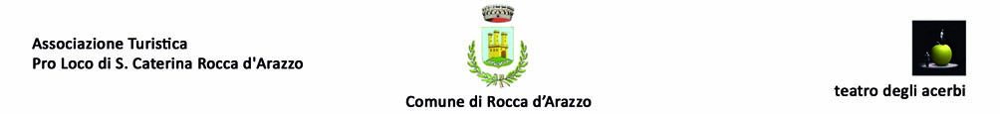 Associazione Turistica
Pro Loco di S. Caterina Rocca d'Arazzo
Comune di Rocca d’Arazzo
teatro degli acerbi